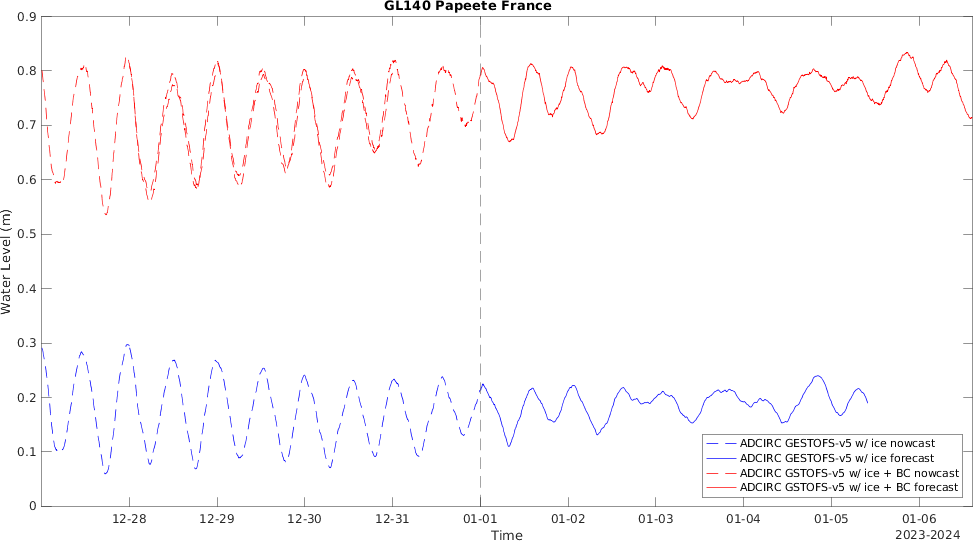 GL140 Papeete France
0.9
0.8
0.7
0.6
0.5
0.4
0.3
0.2
0.1
0
Water Level (m)
ADCIRC GESTOFS-v5 w/ ice nowcast
ADCIRC GESTOFS-v5 w/ ice forecast
ADCIRC GSTOFS-v5 w/ ice + BC nowcast
ADCIRC GSTOFS-v5 w/ ice + BC forecast
12-28 12-29 12-30 12-31 01-01 01-02 01-03 01-04 01-05 01-06
Time
2023-2024